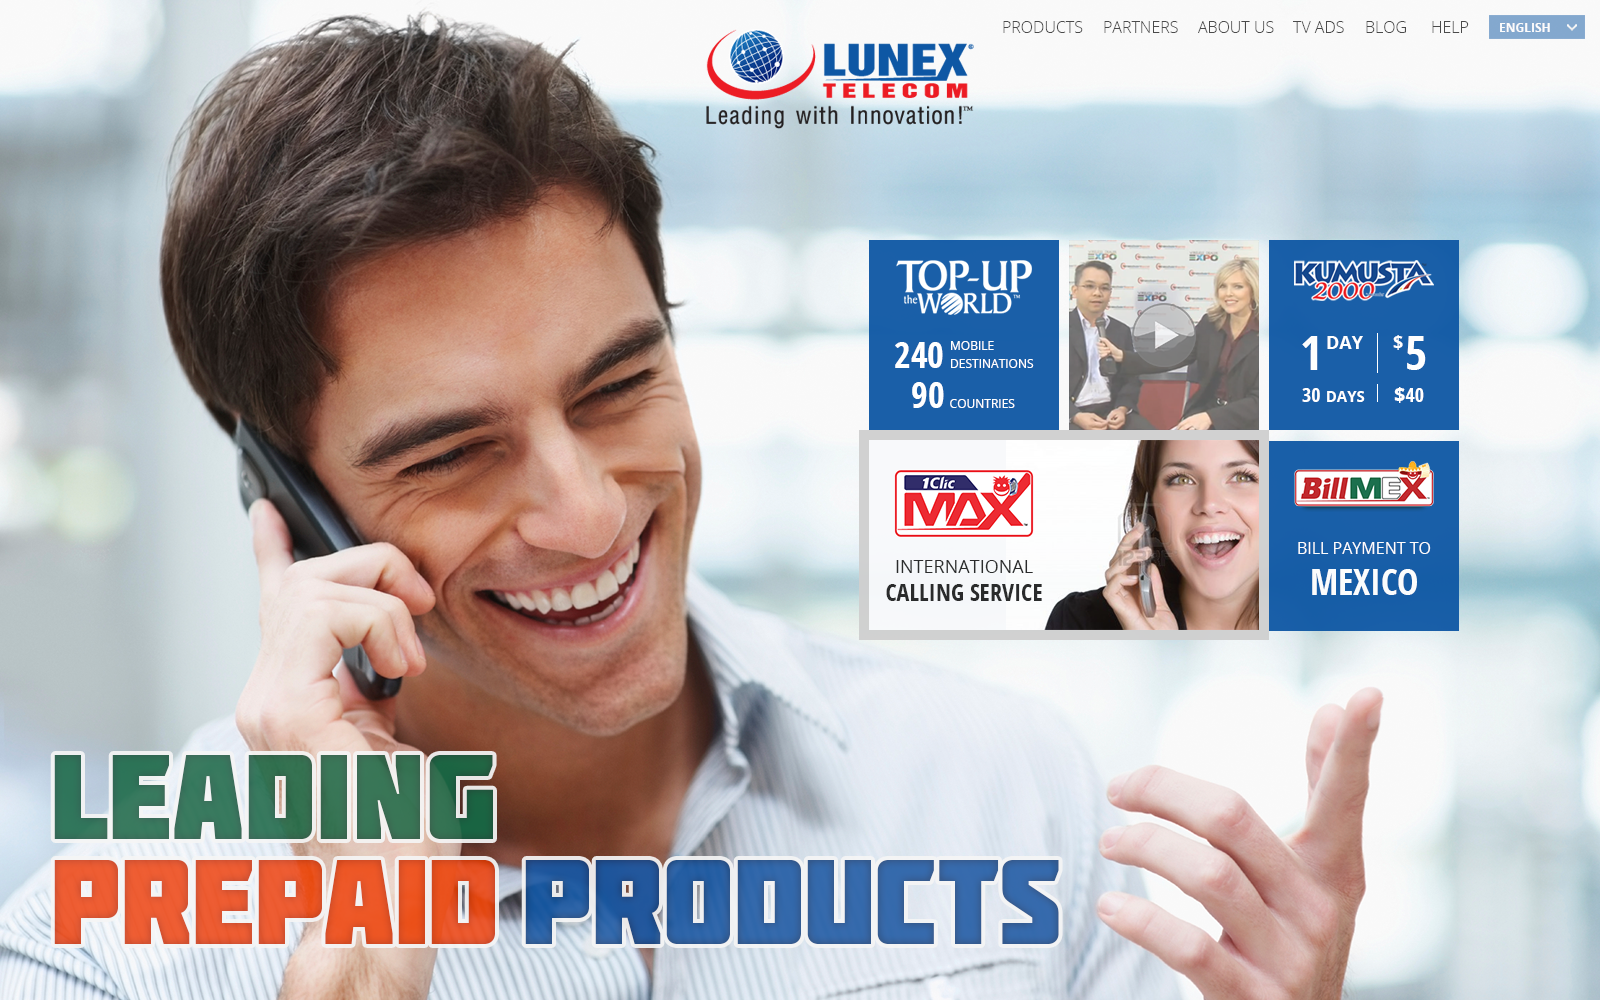 PRODUCTS PARTNERS ABOUT US TV ADS BLOG HELP ENGLISH
LUNEX®
TELECOM
Leading with Innovation!™
TOP-UP
the WORLD™
240 MOBILE DESTINATIONS
90 COUNTRIES
EXPO
EXPO
EXPO
KUMUSTA
2000
1 DAY $5
30 DAYS $40
1Clic
MAX
INTERNATIONAL
CALLING SERVICE
BillMEX
BILL PAYMENT TO
MEXICO
LEADING
PREPAID PRODUCTS